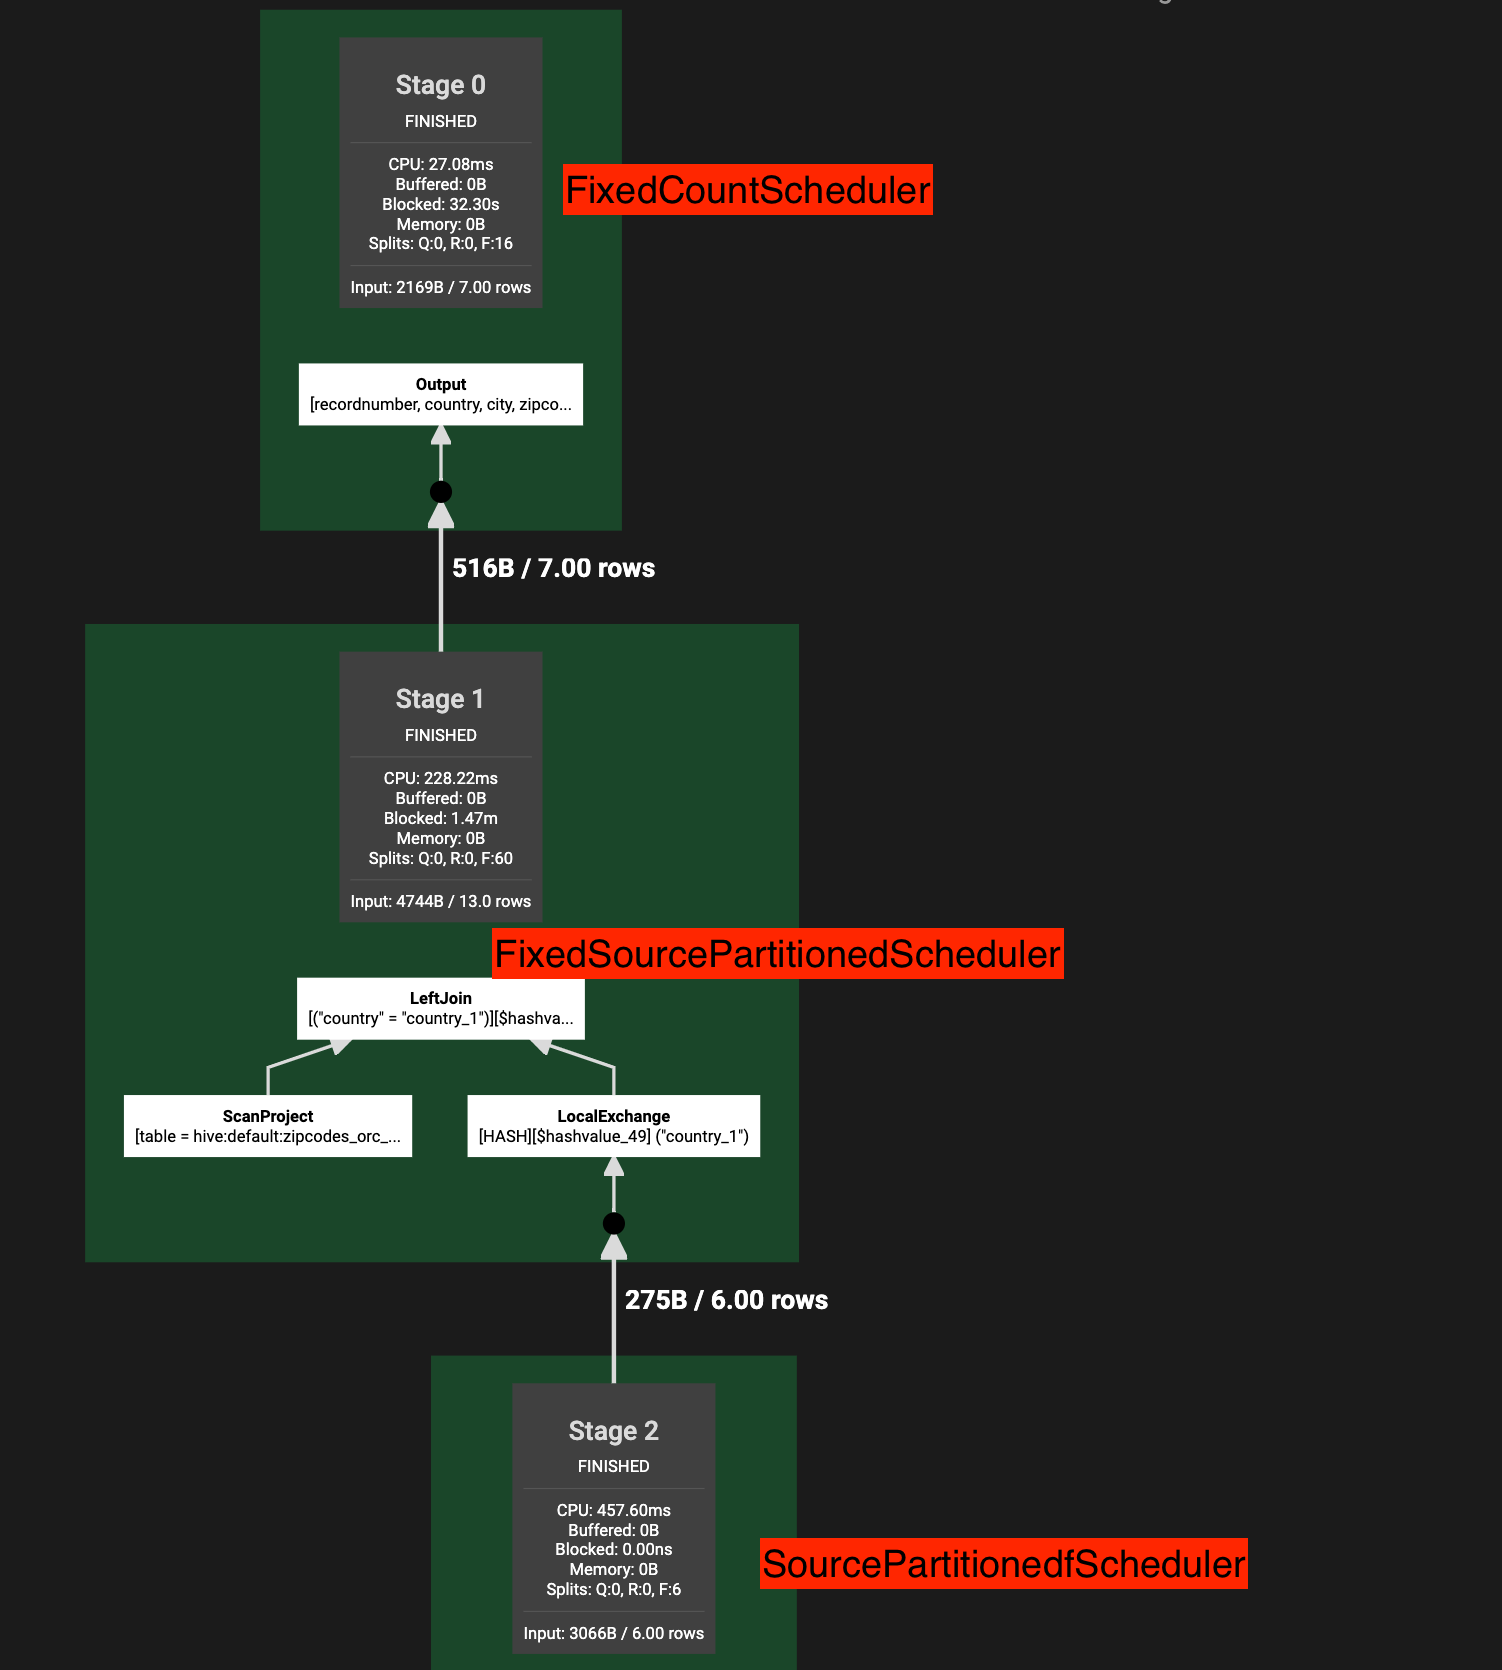 Stage 0
FINISHED
CPU: 27.08ms
Buffered: 0B
Blocked: 32.30s
Memory: 0B
Splits: Q:0, R:0, F:16
Input: 2169B / 7.00 rows
FixedCountScheduler
Output
[recordnumber, country, city, zipco...
516B / 7.00 rows
Stage 1
FINISHED
CPU: 228.22ms
Buffered: 0B
Blocked: 1.47m
Memory: 0B
Splits: Q:0, R:0, F:60
Input: 4744B / 13.0 rows
FixedSourcePartitionedScheduler
LeftJoin
[("country" = "country_1")][$hashva...
ScanProject
[table = hive:default:zipcodes_orc_...
LocalExchange
[HASH][$hashvalue_49] ("country_1")
275B / 6.00 rows
Stage 2
FINISHED
CPU: 457.60ms
Buffered: 0B
Blocked: 0.00ns
Memory: 0B
Splits: Q:0, R:0, F:6
Input: 3066B / 6.00 rows
SourcePartitionedfScheduler